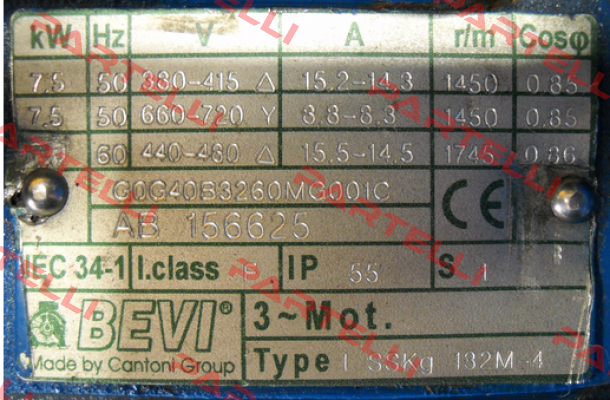 kW Hz V A r/m Cosφ
7.5 50 380-415 Δ 15.2-14.3 1450 0.85
7.5 50 660-720 Y 8.8-8.3 1450 0.85
60 440-480 Δ 15.5-14.5 1745 0.86
G0G40B3260MG001C
AB 156625
CE
IEC 34-1 I.class F IP 55 S 1
BEVI® 3~Mot.
Made by Cantoni Group Type SSKg 132M-4
PARTELLI